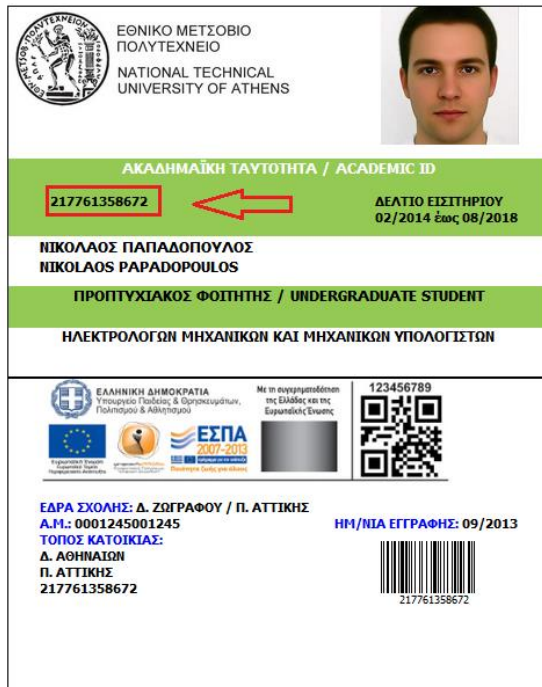 ΕΘΝΙΚΟ ΜΕΤΣΟΒΙΟ
ΠΟΛΥΤΕΧΝΕΙΟ
NATIONAL TECHNICAL
UNIVERSITY OF ATHENS
ΑΚΑΔΗΜΑΪΚΗ ΤΑΥΤΟΤΗΤΑ / ACADEMIC ID
217761358672
ΔΕΛΤΙΟ ΕΙΣΙΤΗΡΙΟΥ
02/2014 έως 08/2018
ΝΙΚΟΛΑΟΣ ΠΑΠΑΔΟΠΟΥΛΟΣ
NIKOLAOS PAPADOPOULOS
ΠΡΟΠΤΥΧΙΑΚΟΣ ΦΟΙΤΗΤΗΣ / UNDERGRADUATE STUDENT
ΗΛΕΚΤΡΟΛΟΓΩΝ ΜΗΧΑΝΙΚΩΝ ΚΑΙ ΜΗΧΑΝΙΚΩΝ ΥΠΟΛΟΓΙΣΤΩΝ
ΕΛΛΗΝΙΚΗ ΔΗΜΟΚΡΑΤΙΑ
Υπουργείο Παιδείας & Θρησκευμάτων,
Πολιτισμού & Αθλητισμού
Με τη συγχρηματοδότηση
της Ελλάδας και της
Ευρωπαϊκής Ένωσης
123456789
ΕΣΠΑ
2007-2013
ΕΔΡΑ ΣΧΟΛΗΣ: Δ. ΖΩΓΡΑΦΟΥ / Π. ΑΤΤΙΚΗΣ
Α.Μ.: 0001245001245
ΗΜ/ΝΙΑ ΕΓΓΡΑΦΗΣ: 09/2013
ΤΟΠΟΣ ΚΑΤΟΙΚΙΑΣ:
Δ. ΑΘΗΝΑΙΩΝ
Π. ΑΤΤΙΚΗΣ
217761358672
217761358672